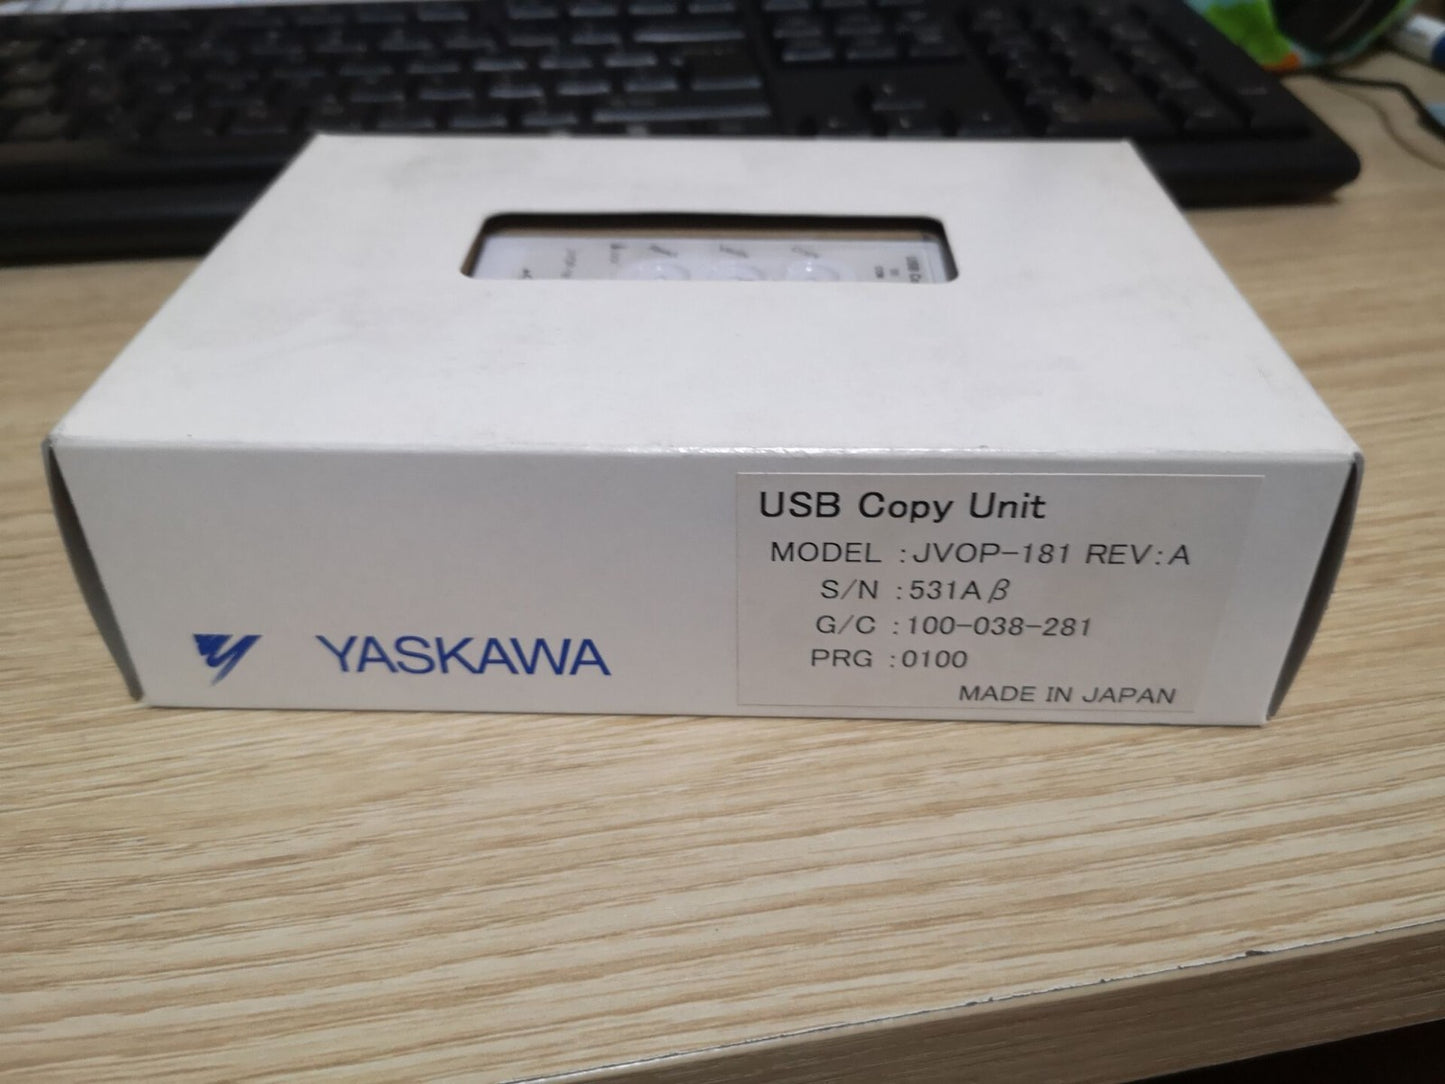 YASKAWA
USB Copy Unit
MODEL :JVOP-181 REV:A
S/N :531Aβ
G/C :100-038-281
PRG :0100
MADE IN JAPAN